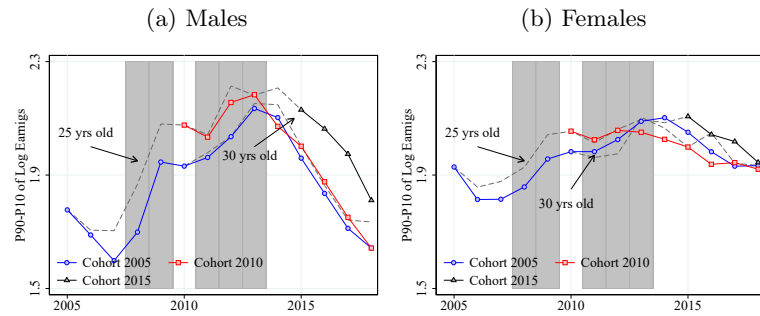 (a) Males
2.3
1.9
1.5
P90-P10 of Log Earnigs
25 yrs old
30 yrs old
Cohort 2005
Cohort 2010
Cohort 2015
2005
2010
2015
(b) Females
2.3
1.9
1.5
P90-P10 of Log Earnigs
25 yrs old
30 yrs old
Cohort 2005
Cohort 2010
Cohort 2015
2005
2010
2015